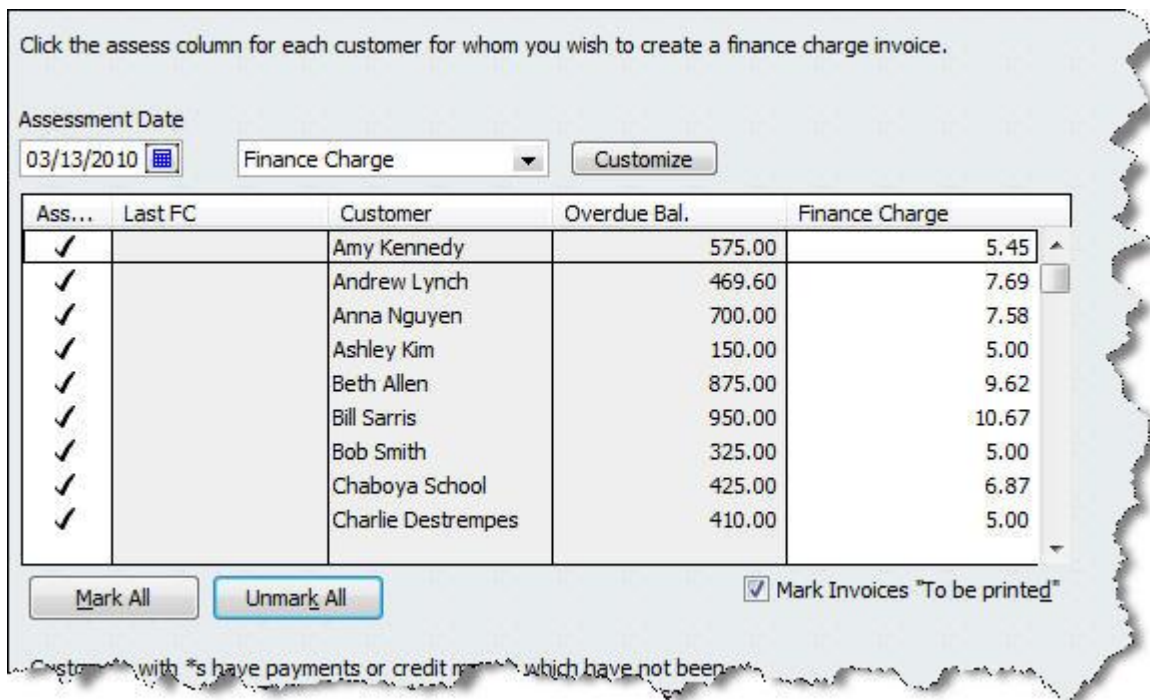 Click the assess column for each customer for whom you wish to create a finance charge invoice.
Assessment Date
03/13/2010 Finance Charge Customize
Ass... Last FC Customer Overdue Bal. Finance Charge
Amy Kennedy 575.00 5.45
Andrew Lynch 469.60 7.69
Anna Nguyen 700.00 7.58
Ashley Kim 150.00 5.00
Beth Allen 875.00 9.62
Bill Sarris 950.00 10.67
Bob Smith 325.00 5.00
Chaboya School 425.00 6.87
Charlie Destrempes 410.00 5.00
Mark All Unmark All Mark Invoices "To be printed"
with *s have payments or credit which have not been